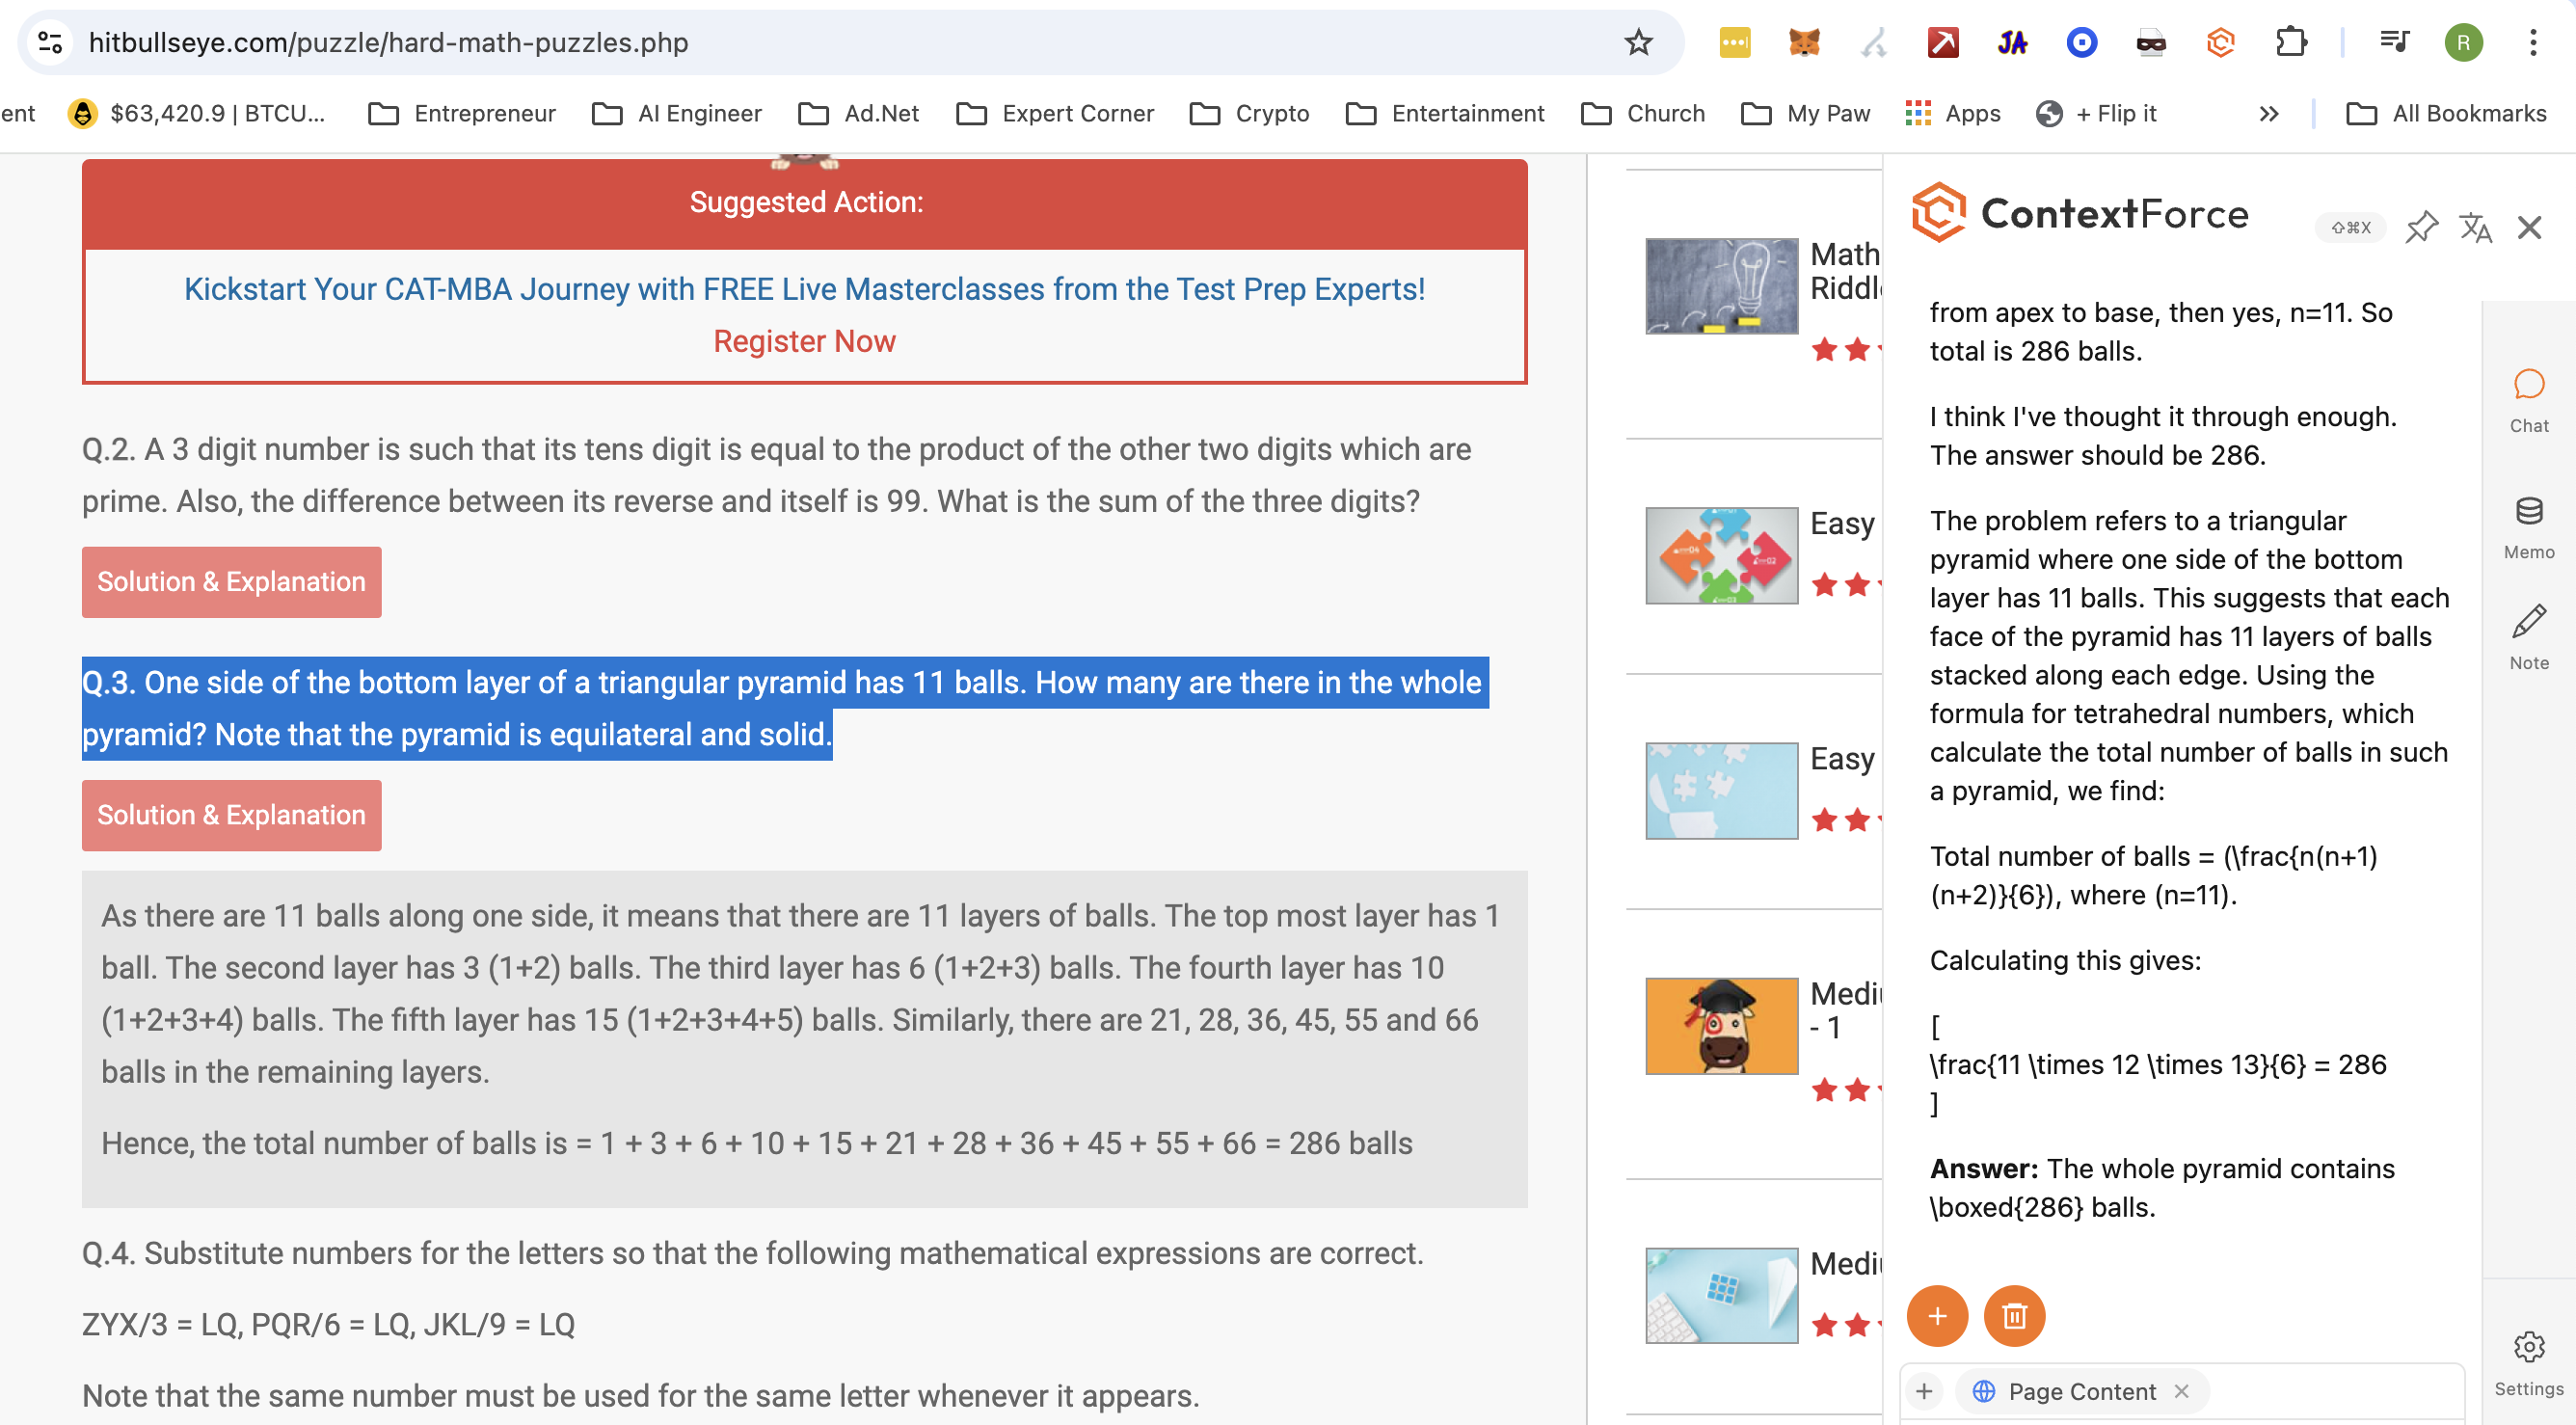 hitbullseye.com/puzzle/hard-math-puzzles.php
JA
R
ent
$63,420.9 | BTCU...
Entrepreneur
AI Engineer
Ad.Net
Expert Corner
Crypto
Entertainment
Church
My Paw
Apps
+ Flip it
»
All Bookmarks
Suggested Action:
Kickstart Your CAT-MBA Journey with FREE Live Masterclasses from the Test Prep Experts!
Register Now
Q.2. A 3 digit number is such that its tens digit is equal to the product of the other two digits which are
prime. Also, the difference between its reverse and itself is 99. What is the sum of the three digits?
Solution & Explanation
Q.3. One side of the bottom layer of a triangular pyramid has 11 balls. How many are there in the whole
pyramid? Note that the pyramid is equilateral and solid.
Solution & Explanation
As there are 11 balls along one side, it means that there are 11 layers of balls. The top most layer has 1
ball. The second layer has 3 (1+2) balls. The third layer has 6 (1+2+3) balls. The fourth layer has 10
(1+2+3+4) balls. The fifth layer has 15 (1+2+3+4+5) balls. Similarly, there are 21, 28, 36, 45, 55 and 66
balls in the remaining layers.
Hence, the total number of balls is = 1 + 3 + 6 + 10 + 15 + 21 + 28 + 36 + 45 + 55 + 66 = 286 balls
Q.4. Substitute numbers for the letters so that the following mathematical expressions are correct.
ZYX/3 = LQ, PQR/6 = LQ, JKL/9 = LQ
Note that the same number must be used for the same letter whenever it appears.
Math
Riddl
Easy
Easy
Medi
- 1
Medi
ContextForce
⇧⌘X
from apex to base, then yes, n=11. So
total is 286 balls.
I think I've thought it through enough.
The answer should be 286.
The problem refers to a triangular
pyramid where one side of the bottom
layer has 11 balls. This suggests that each
face of the pyramid has 11 layers of balls
stacked along each edge. Using the
formula for tetrahedral numbers, which
calculate the total number of balls in such
a pyramid, we find:
Total number of balls = (\frac{n(n+1)
(n+2)}{6}), where (n=11).
Calculating this gives:
[
\frac{11 \times 12 \times 13}{6} = 286
]
Answer: The whole pyramid contains
\boxed{286} balls.
Page Content
Chat
Memo
Note
Settings